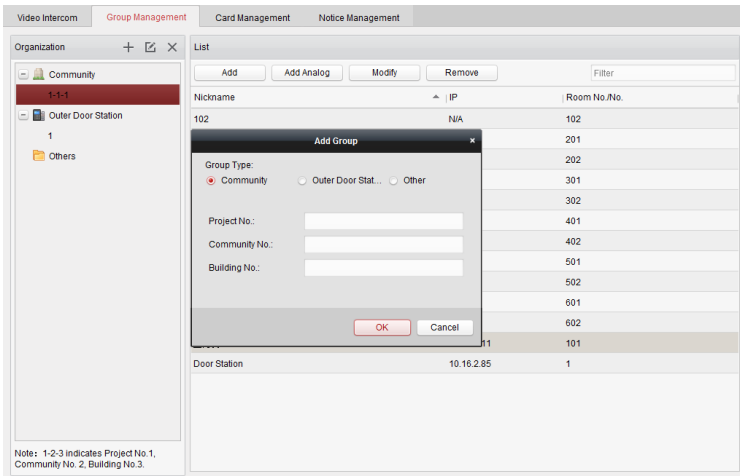 Video Intercom Group Management Card Management Notice Management
Organization List
Add Add Analog Modify Remove Filter
Community
1-1-1
Outer Door Station
1
Others
Nickname IP Room No./No.
102 N/A 102
201
202
301
302
401
402
501
502
601
602
11 101
Door Station 10.16.2.85 1
Add Group
Group Type:
Community Outer Door Stat... Other
Project No.:
Community No.:
Building No.:
OK Cancel
Note: 1-2-3 indicates Project No.1,
Community No. 2, Building No.3.